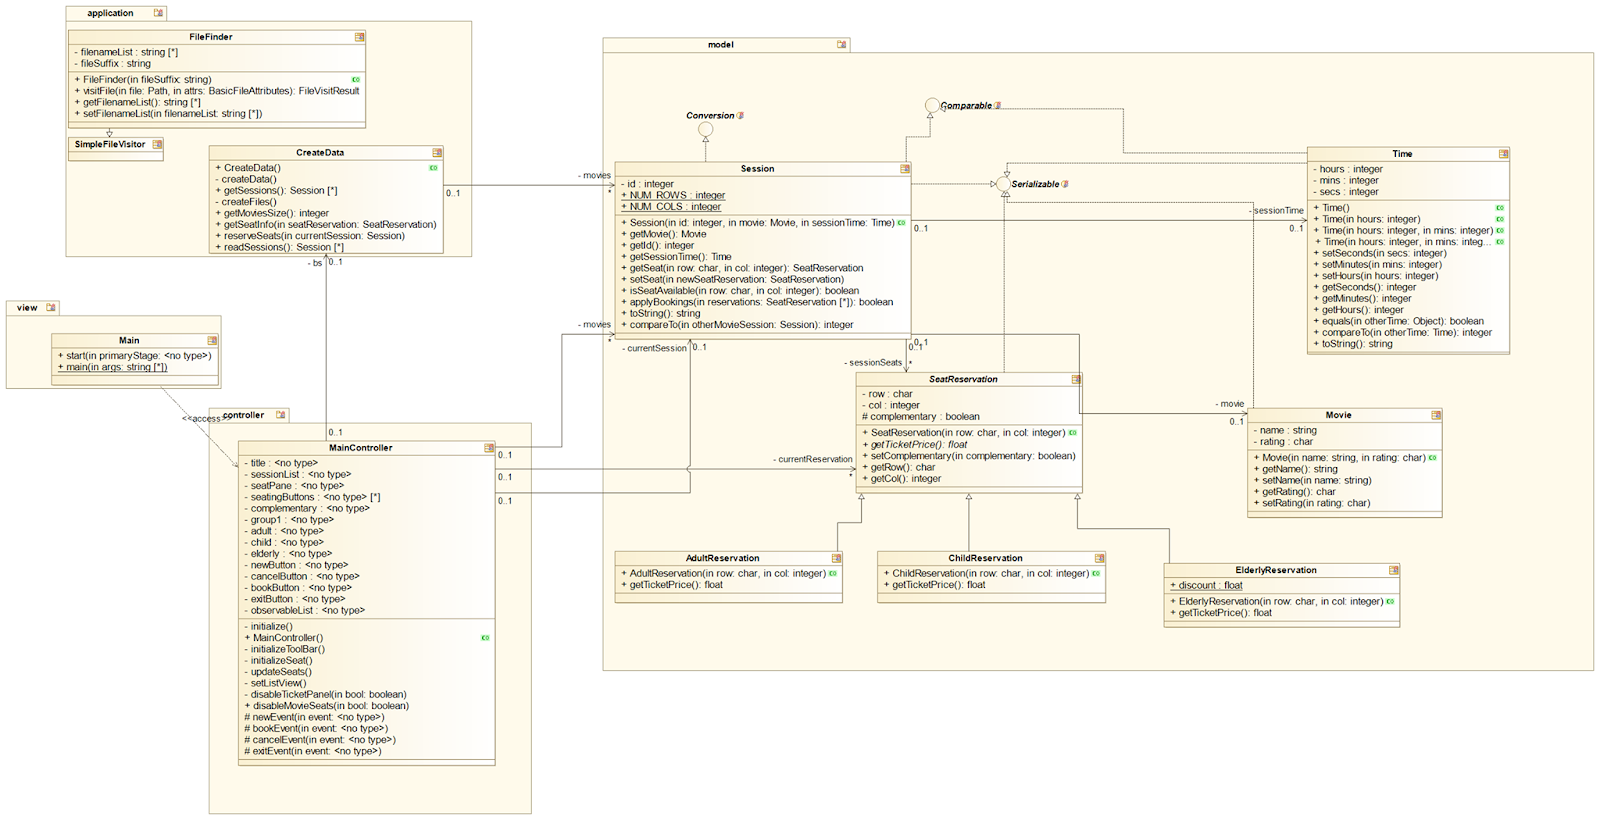 application
FileFinder
- filenameList : string [*]
- fileSuffix : string
+ FileFinder(in fileSuffix: string)
+ visitFile(in file: Path, in attrs: BasicFileAttributes): FileVisitResult
+ getFilenameList(): string [*]
+ setFilenameList(in filenameList: string [*])
SimpleFileVisitor
CreateData
+ CreateData()
- createData()
+ getSessions(): Session [*]
- createFiles()
+ getMoviesSize(): integer
+ getSeatInfo(in seatReservation: SeatReservation)
+ reserveSeats(in currentSession: Session)
+ readSessions(): Session [*]
- movies
0..1
*
- bs
0..1
view
Main
+ start(in primaryStage: <no type>)
+ main(in args: string [*])
<<access>
controller
0..1
MainController
- title : <no type>
- sessionList : <no type>
- seatPane : <no type>
- seatingButtons : <no type> [*]
- complementary : <no type>
- group1 : <no type>
- adult : <no type>
- child : <no type>
- elderly : <no type>
- newButton : <no type>
- cancelButton : <no type>
- bookButton : <no type>
- exitButton : <no type>
- observableList : <no type>
- initialize()
+ MainController()
- initializeToolBar()
- initializeSeat()
- updateSeats()
- setListView()
- disableTicketPanel(in bool: boolean)
+ disableMovieSeats(in bool: boolean)
# newEvent(in event: <no type>)
# bookEvent(in event: <no type>)
# cancelEvent(in event: <no type>)
# exitEvent(in event: <no type>)
0..1
0..1
0..1
model
Conversion
Comparable
Serializable
Session
- id : integer
+ NUM_ROWS : integer
+ NUM_COLS : integer
+ Session(in id: integer, in movie: Movie, in sessionTime: Time)
+ getMovie(): Movie
+ getId(): integer
+ getSessionTime(): Time
+ getSeat(in row: char, in col: integer): SeatReservation
+ setSeat(in newSeatReservation: SeatReservation)
+ isSeatAvailable(in row: char, in col: integer): boolean
+ applyBookings(in reservations: SeatReservation [*]): boolean
+ toString(): string
+ compareTo(in otherMovieSession: Session): integer
- movies
*
- currentSession
0..1
0..1
0..1
- sessionTime
0..1
Time
- hours : integer
- mins : integer
- secs : integer
+ Time()
+ Time(in hours: integer)
+ Time(in hours: integer, in mins: integer)
+ Time(in hours: integer, in mins: integ...
+ setSeconds(in secs: integer)
+ setMinutes(in mins: integer)
+ setHours(in hours: integer)
+ getSeconds(): integer
+ getMinutes(): integer
+ getHours(): integer
+ equals(in otherTime: Object): boolean
+ compareTo(in otherTime: Time): integer
+ toString(): string
- sessionSeats
*
SeatReservation
- row : char
- col : integer
# complementary : boolean
+ SeatReservation(in row: char, in col: integer)
+ getTicketPrice(): float
+ setComplementary(in complementary: boolean)
+ getRow(): char
+ getCol(): integer
- currentReservation
*
- movie
0..1
Movie
- name : string
- rating : char
+ Movie(in name: string, in rating: char)
+ getName(): string
+ setName(in name: string)
+ getRating(): char
+ setRating(in rating: char)
AdultReservation
+ AdultReservation(in row: char, in col: integer)
+ getTicketPrice(): float
ChildReservation
+ ChildReservation(in row: char, in col: integer)
+ getTicketPrice(): float
ElderlyReservation
+ discount : float
+ ElderlyReservation(in row: char, in col: integer)
+ getTicketPrice(): float